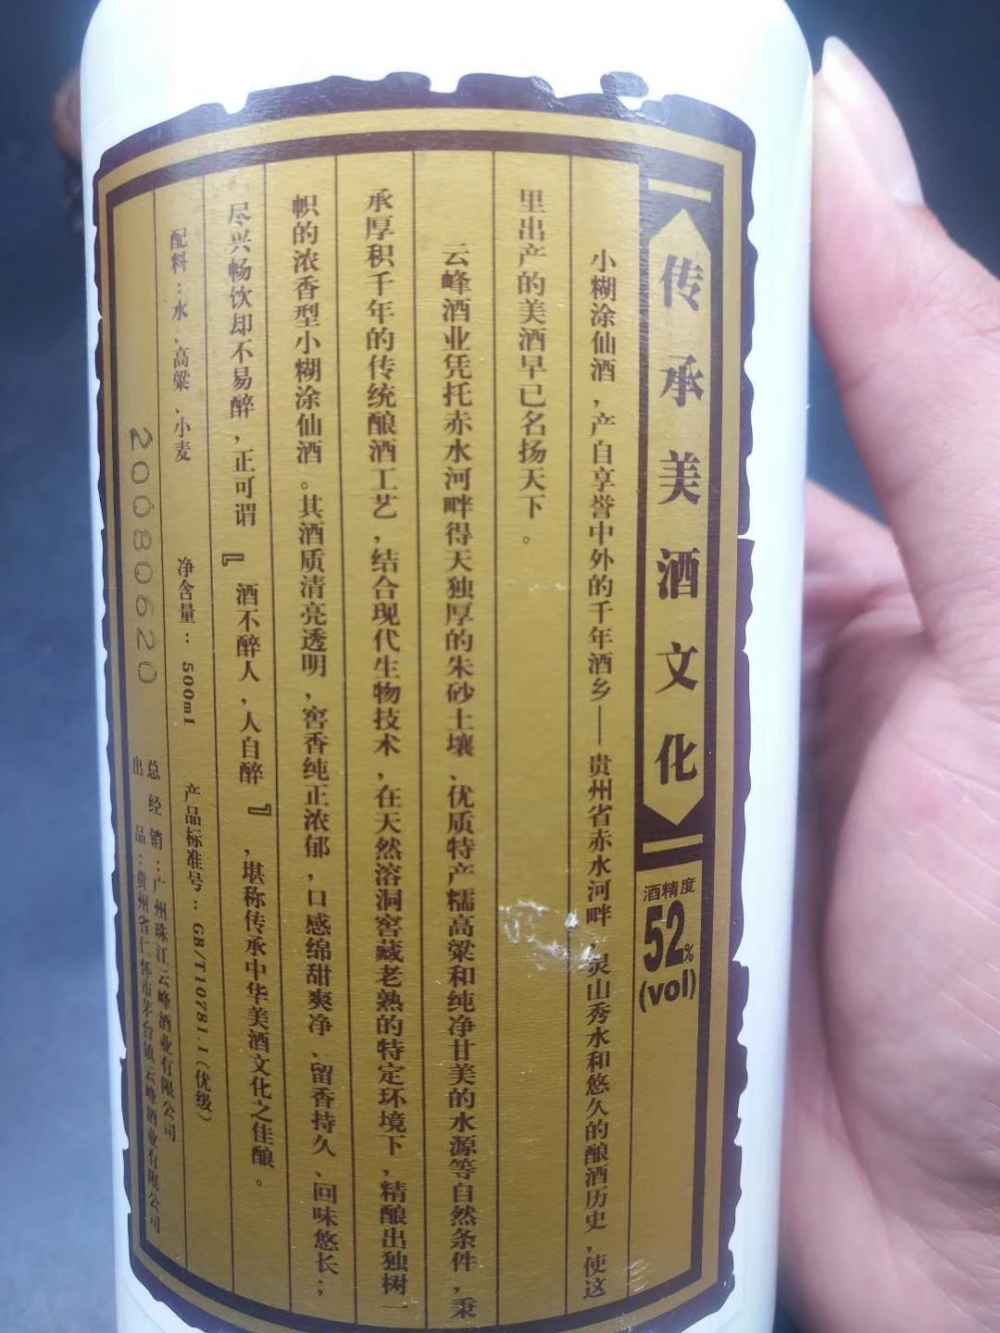 传承美酒文化
酒精度
52%
(vol)
小糊涂仙酒，产自享誉中外的千年酒乡——贵州省赤水河畔，灵山秀水和悠久的酿酒历史，使这
里出产的美酒早已名扬天下。
云峰酒业凭托赤水河畔得天独厚的朱砂土壤、优质特产糯高粱和纯净甘美的水源等自然条件，秉
承厚积千年的传统酿酒工艺，结合现代生物技术，在天然溶洞窖藏老熟的特定环境下，精酿出独树一
帜的浓香型小糊涂仙酒。其酒质清亮透明，窖香纯正浓郁，口感绵甜爽净、留香持久、回味悠长；
尽兴畅饮却不易醉，正可谓『酒不醉人，人自醉』，堪称传承中华美酒文化之佳酿。
配料：水、高粱、小麦 净含量：500ml 产品标准号：GB/T10781.1(优级)
总经销：广州珠江云峰酒业有限公司
出品：贵州省仁怀市茅台镇云峰酒业有限公司
20080620